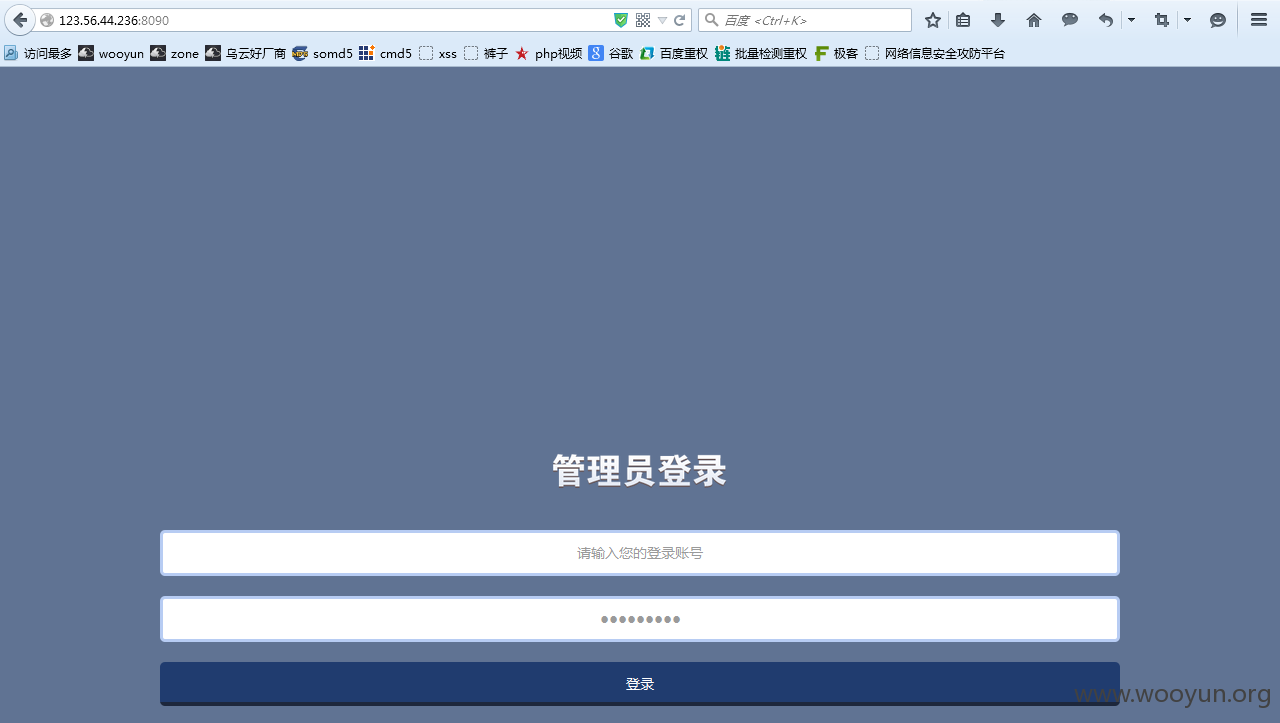 123.56.44.236:8090
百度 <Ctrl+K>
访问最多 wooyun zone 乌云好厂商 somd5 cmd5 xss 裤子 php视频 谷歌 百度重权 批量检测重权 极客 网络信息安全攻防平台
管理员登录
请输入您的登录账号
•••••••••
登录
www.wooyun.org